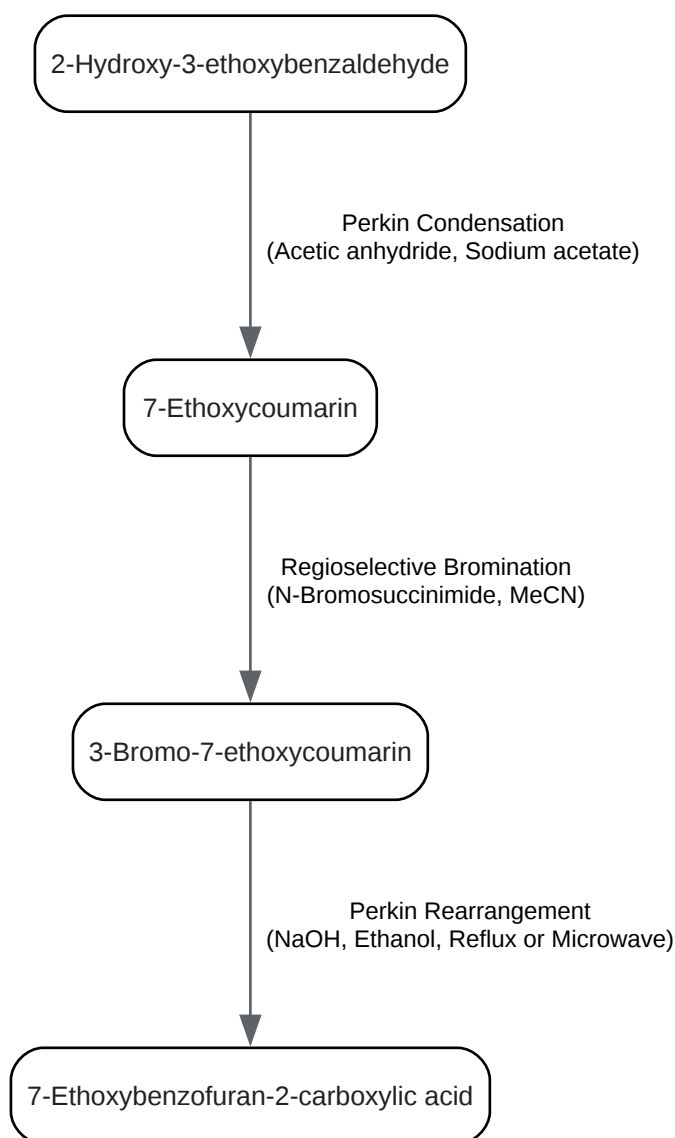 2-Hydroxy-3-ethoxybenzaldehyde
Perkin Condensation
(Acetic anhydride, Sodium acetate)
7-Ethoxycoumarin
Regioselective Bromination
(N-Bromosuccinimide, MeCN)
3-Bromo-7-ethoxycoumarin
Perkin Rearrangement
(NaOH, Ethanol, Reflux or Microwave)
7-Ethoxybenzofuran-2-carboxylic acid